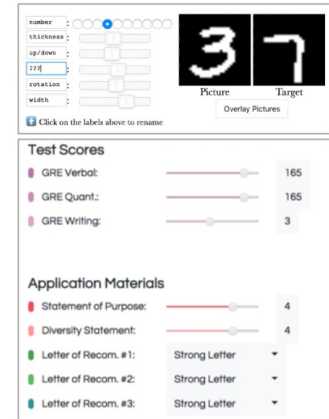 number :
thickness :
up/down :
??? :
rotation :
width :
Click on the labels above to rename
3 7
Picture Target
Overlay Pictures
Test Scores
GRE Verbal: 165
GRE Quant.: 165
GRE Writing: 3
Application Materials
Statement of Purpose: 4
Diversity Statement: 4
Letter of Recom. #1: Strong Letter
Letter of Recom. #2: Strong Letter
Letter of Recom. #3: Strong Letter